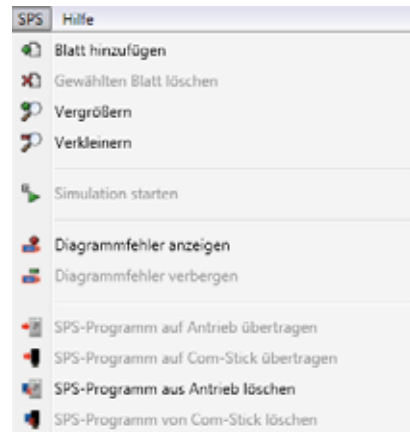 SPS Hilfe
Blatt hinzufügen
Gewählten Blatt löschen
Vergrößern
Verkleinern
Simulation starten
Diagrammfehler anzeigen
Diagrammfehler verbergen
SPS-Programm auf Antrieb übertragen
SPS-Programm auf Com-Stick übertragen
SPS-Programm aus Antrieb löschen
SPS-Programm von Com-Stick löschen